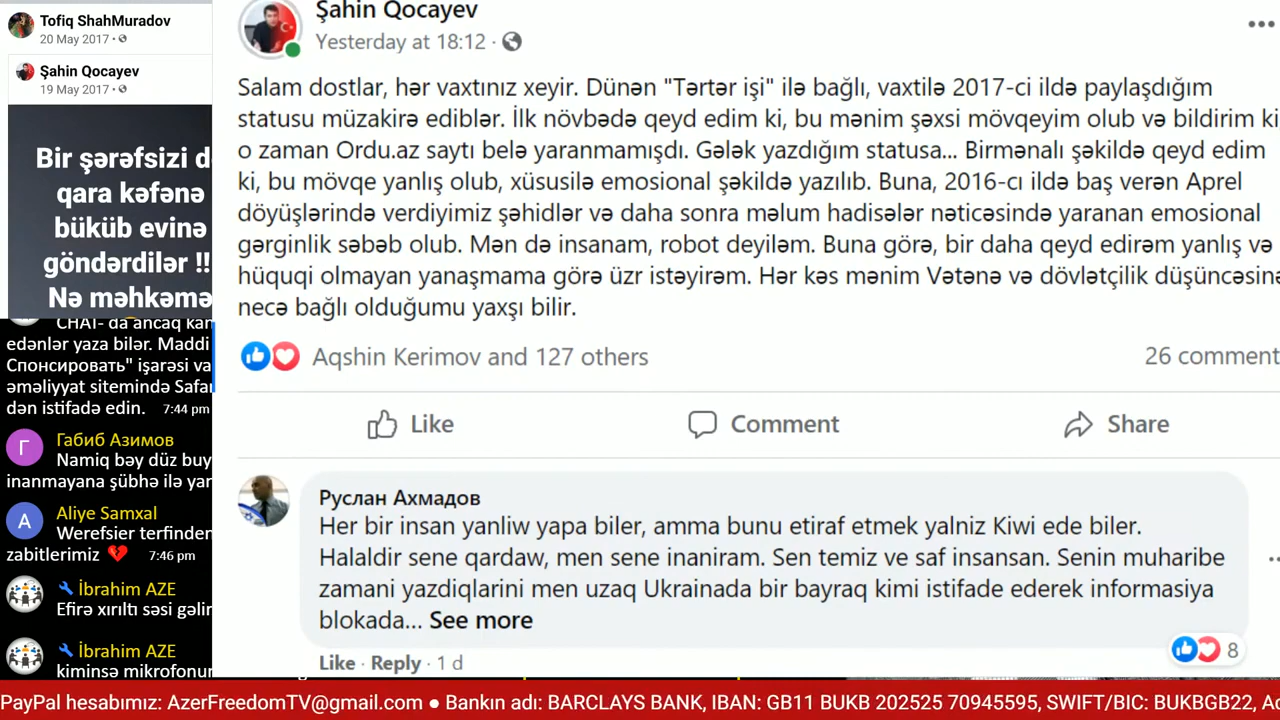 Tofiq ShahMuradov
20 May 2017 •
Şahin Qocayev
19 May 2017 •
Bir şərəfsizi d
qara kəfənə
büküb evinə
göndərdilər !!
Nə məhkəmə
CHAT- da ancaq kan
edənlər yaza bilər. Maddi
Спонсировать" işarəsi va
əməliyyat sitemində Safar
dən istifadə edin. 7:44 pm
Габиб Азимов
Namiq bəy düz buy
inanmayana şübhə ilə yar
Aliye Samxal
Werefsier terfinden
zabitlerimiz 💔 7:46 pm
İbrahim AZE
Efirə xırıltı səsi gəlir
İbrahim AZE
kiminsə mikrofonur
Şahin Qocayev
Yesterday at 18:12 ·
Salam dostlar, hər vaxtınız xeyir. Dünən "Tərtər işi" ilə bağlı, vaxtilə 2017-ci ildə paylaşdığım
statusu müzakirə ediblər. İlk növbədə qeyd edim ki, bu mənim şəxsi mövqeyim olub və bildirim ki
o zaman Ordu.az saytı belə yaranmamışdı. Gələk yazdığım statusa... Birmənalı şəkildə qeyd edim
ki, bu mövqe yanlış olub, xüsusilə emosional şəkildə yazılıb. Buna, 2016-cı ildə baş verən Aprel
döyüşlərində verdiyimiz şəhidlər və daha sonra məlum hadisələr nəticəsində yaranan emosional
gərginlik səbəb olub. Mən də insanam, robot deyiləm. Buna görə, bir daha qeyd edirəm yanlış və
hüquqi olmayan yanaşmama görə üzr istəyirəm. Hər kəs mənim Vətənə və dövlətçilik düşüncəsinə
necə bağlı olduğumu yaxşı bilir.
Aqshin Kerimov and 127 others
26 comment
Like Comment Share
Руслан Ахмадов
Her bir insan yanliw yapa biler, amma bunu etiraf etmek yalniz Kiwi ede biler.
Halaldir sene qardaw, men sene inaniram. Sen temiz ve saf insansan. Senin muharibe
zamani yazdiqlarini men uzaq Ukrainada bir bayraq kimi istifade ederek informasiya
blokada... See more
8
Like · Reply · 1 d
PayPal hesabımız: AzerFreedomTV@gmail.com ● Bankın adı: BARCLAYS BANK, IBAN: GB11 BUKB 202525 70945595, SWIFT/BIC: BUKBGB22, A